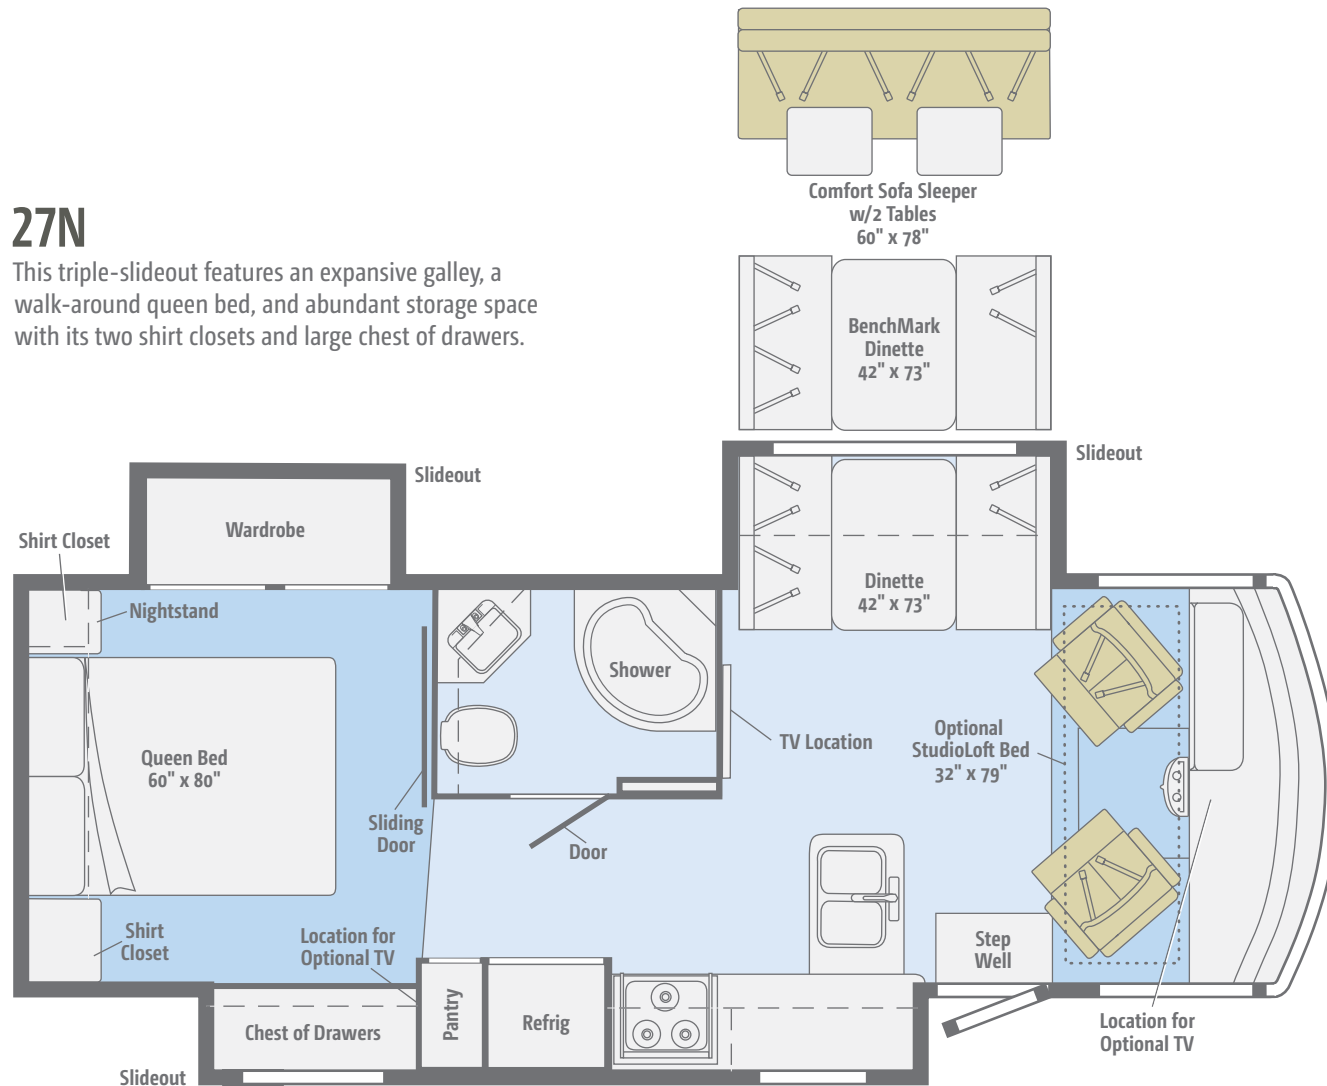 Comfort Sofa Sleeper
w/2 Tables
60" x 78"
27N
This triple-slideout features an expansive galley, a
walk-around queen bed, and abundant storage space
with its two shirt closets and large chest of drawers.
BenchMark
Dinette
42" x 73"
Slideout
Slideout
Wardrobe
Shirt Closet
Nightstand
Dinette
42" x 73"
Shower
Queen Bed
60" x 80"
TV Location
Optional
StudioLoft Bed
32" x 79"
Sliding
Door
Door
Shirt
Closet
Location for
Optional TV
Step
Well
Chest of Drawers
Pantry
Refrig
Location for
Optional TV
Slideout